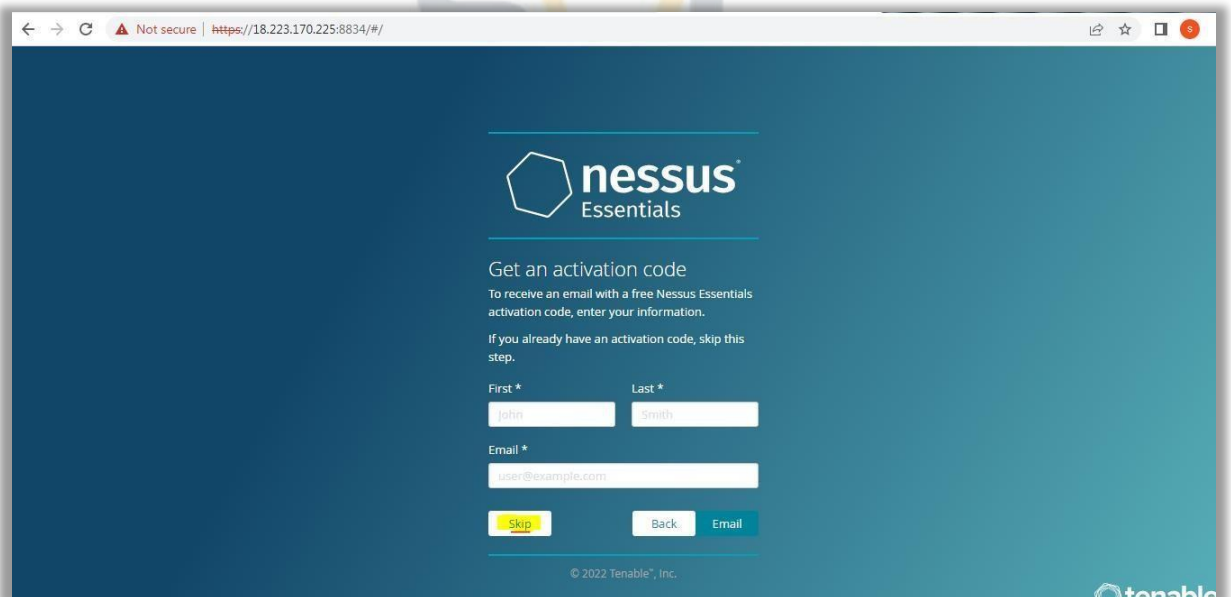 Not secure | https://18.223.170.225:8834/#/
S
nessus
Essentials
Get an activation code
To receive an email with a free Nessus Essentials
activation code, enter your information.
If you already have an activation code, skip this
step.
First * Last *
John Smith
Email *
user@example.com
Skip Back Email
© 2022 Tenable™, Inc.
tenable